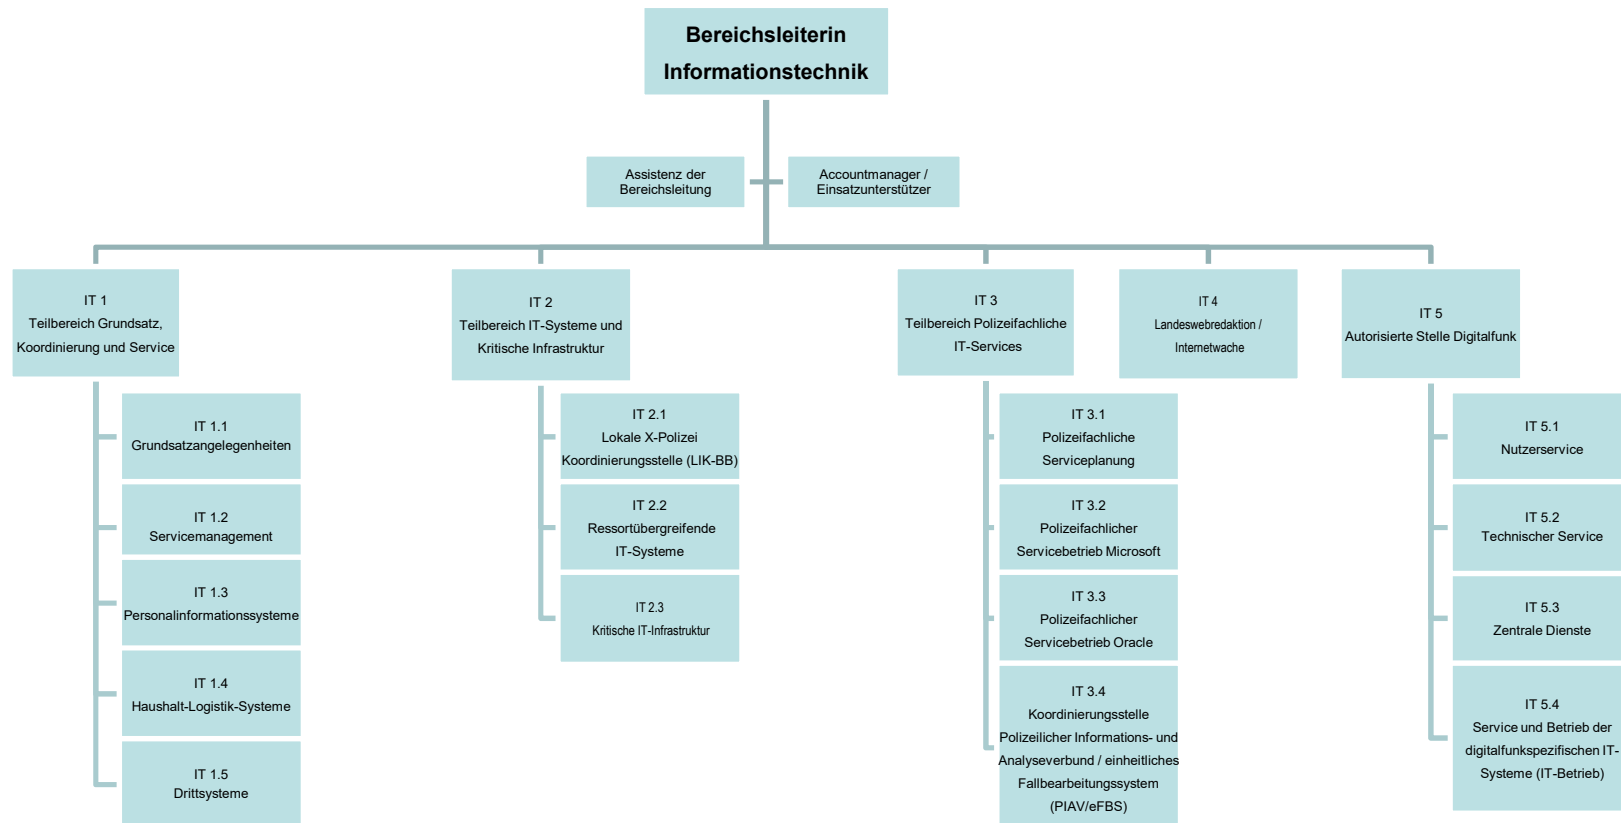 Bereichsleiterin
Informationstechnik
Assistenz der
Bereichsleitung
Accountmanager /
Einsatzunterstützer
IT 1
Teilbereich Grundsatz,
Koordinierung und Service
IT 1.1
Grundsatzangelegenheiten
IT 1.2
Servicemanagement
IT 1.3
Personalinformationssysteme
IT 1.4
Haushalt-Logistik-Systeme
IT 1.5
Drittsysteme
IT 2
Teilbereich IT-Systeme und
Kritische Infrastruktur
IT 2.1
Lokale X-Polizei
Koordinierungsstelle (LIK-BB)
IT 2.2
Ressortübergreifende
IT-Systeme
IT 2.3
Kritische IT-Infrastruktur
IT 3
Teilbereich Polizeifachliche
IT-Services
IT 3.1
Polizeifachliche
Serviceplanung
IT 3.2
Polizeifachlicher
Servicebetrieb Microsoft
IT 3.3
Polizeifachlicher
Servicebetrieb Oracle
IT 3.4
Koordinierungsstelle
Polizeilicher Informations- und
Analyseverbund / einheitliches
Fallbearbeitungssystem
(PIAV/eFBS)
IT 4
Landeswebredaktion /
Internetwache
IT 5
Autorisierte Stelle Digitalfunk
IT 5.1
Nutzerservice
IT 5.2
Technischer Service
IT 5.3
Zentrale Dienste
IT 5.4
Service und Betrieb der
digitalfunkspezifischen IT-
Systeme (IT-Betrieb)